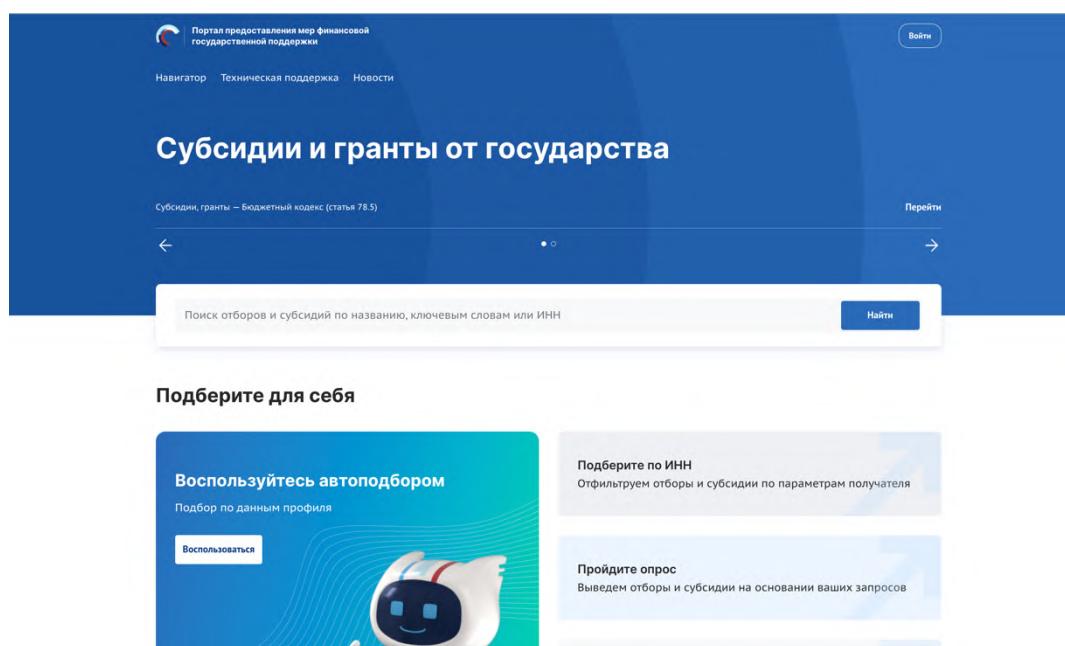 Портал предоставления мер финансовой
государственной поддержки
Войти
Навигатор Техническая поддержка Новости
Субсидии и гранты от государства
Субсидии, гранты — Бюджетный кодекс (статья 78.5)
Перейти
Поиск отборов и субсидий по названию, ключевым словам или ИНН
Найти
Подберите для себя
Воспользуйтесь автоподбором
Подбор по данным профиля
Воспользоваться
Подберите по ИНН
Отфильтруем отборы и субсидии по параметрам получателя
Пройдите опрос
Выведем отборы и субсидии на основании ваших запросов